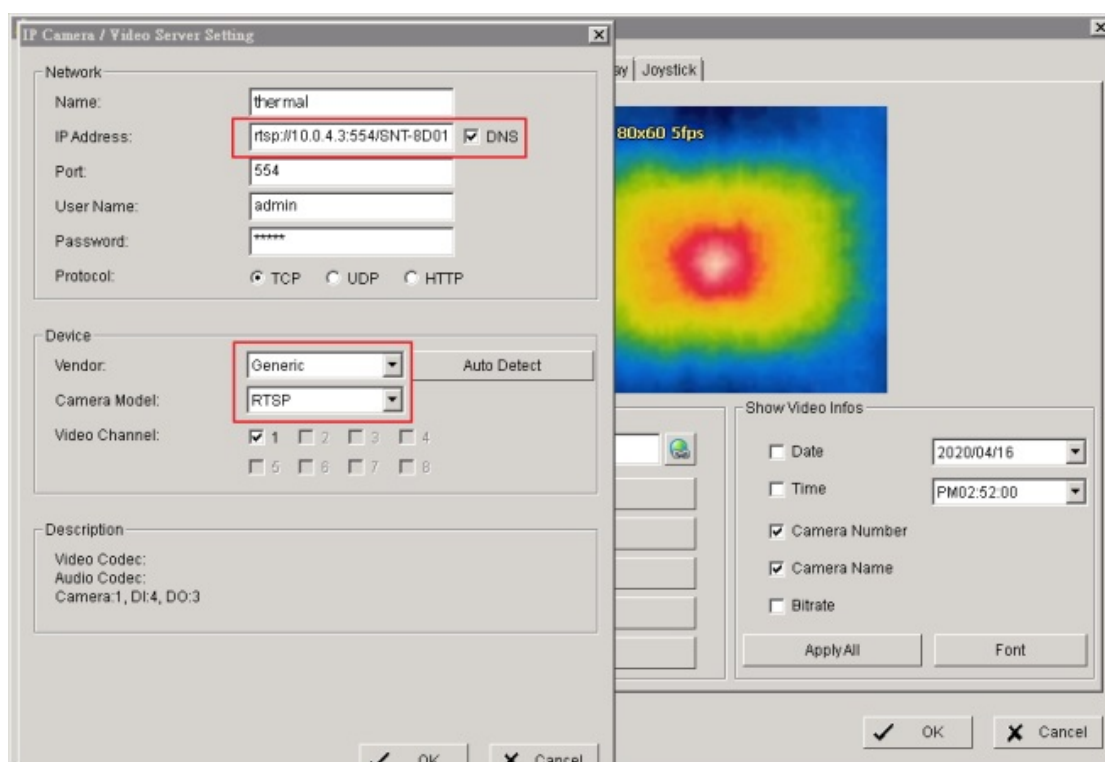 IP Camera / Video Server Setting
Network
Name: thermal
IP Address: rtsp://10.0.4.3:554/SNT-8D01 DNS
Port: 554
User Name: admin
Password: *****
Protocol: TCP UDP HTTP
Device
Vendor: Generic Auto Detect
Camera Model: RTSP
Video Channel: 1 2 3 4
5 6 7 8
Description
Video Codec:
Audio Codec:
Camera:1, DI:4, DO:3
OK Cancel
Joystick
80x60 5fps
Show Video Infos
Date 2020/04/16
Time PM02:52:00
Camera Number
Camera Name
Bitrate
Apply All Font
OK Cancel